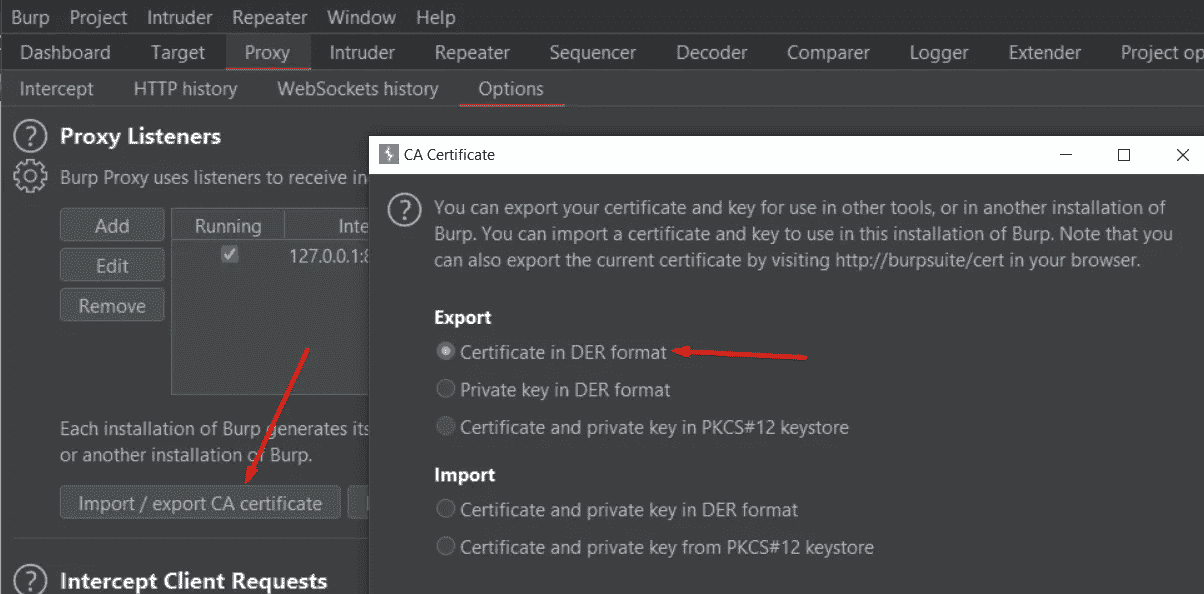 Burp Project Intruder Repeater Window Help
Dashboard Target Proxy Intruder Repeater Sequencer Decoder Comparer Logger Extender Project op
Intercept HTTP history WebSockets history Options
Proxy Listeners
Burp Proxy uses listeners to receive in
Add
Edit
Remove
Running Inte
127.0.0.1:8
Each installation of Burp generates its
or another installation of Burp.
Import / export CA certificate
Intercept Client Requests
CA Certificate
You can export your certificate and key for use in other tools, or in another installation of
Burp. You can import a certificate and key to use in this installation of Burp. Note that you
can also export the current certificate by visiting http://burpsuite/cert in your browser.
Export
Certificate in DER format
Private key in DER format
Certificate and private key in PKCS#12 keystore
Import
Certificate and private key in DER format
Certificate and private key from PKCS#12 keystore